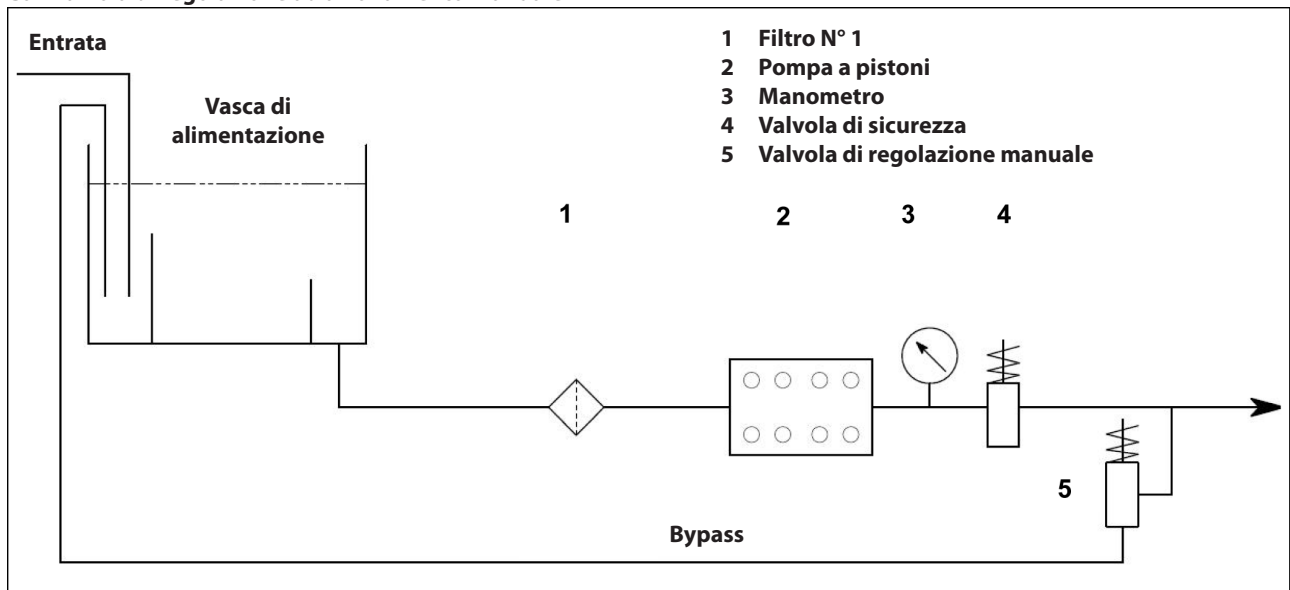 Entrata
Vasca di
alimentazione
1 Filtro N° 1
2 Pompa a pistoni
3 Manometro
4 Valvola di sicurezza
5 Valvola di regolazione manuale
1
2
3
4
5
Bypass